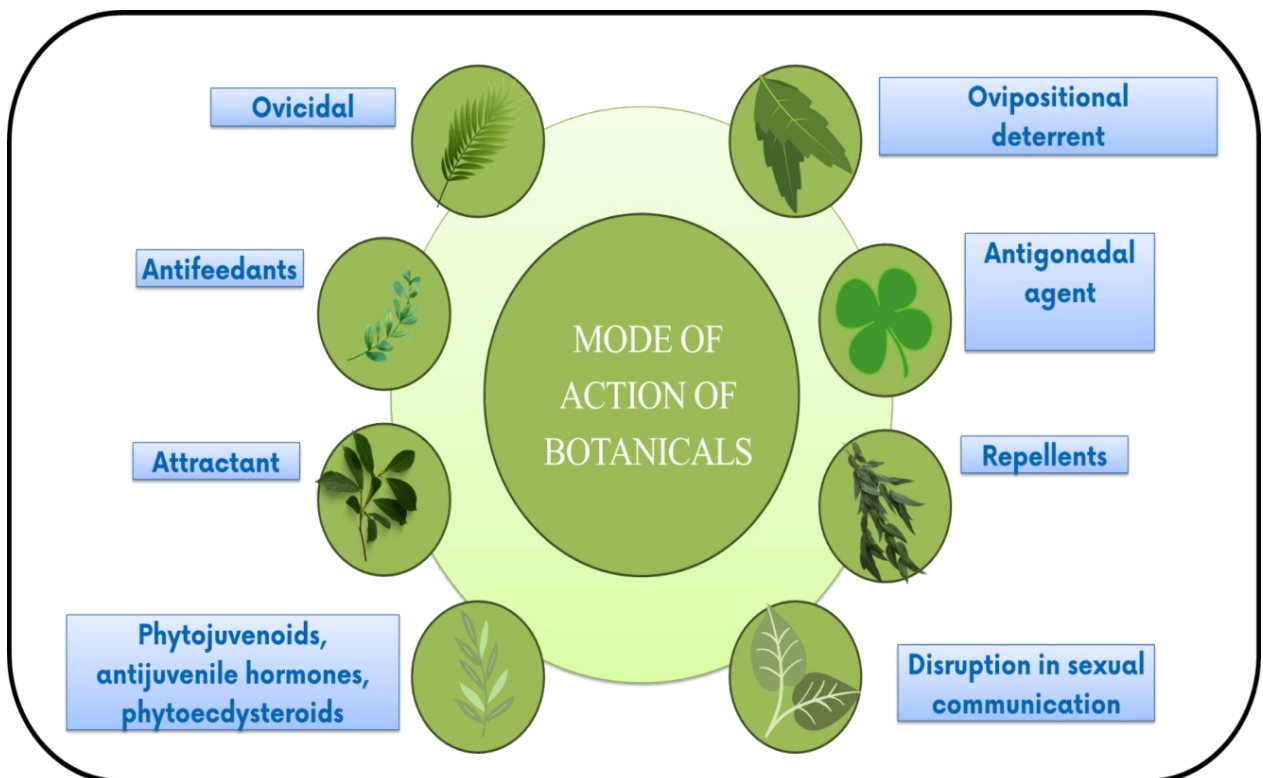 Ovicidal
Ovipositional
deterrent
Antifeedants
Antigonadal
agent
MODE OF
ACTION OF
BOTANICALS
Attractant
Repellents
Phytojuvenoids,
antijuvenile hormones,
phytoecdysteroids
Disruption in sexual
communication